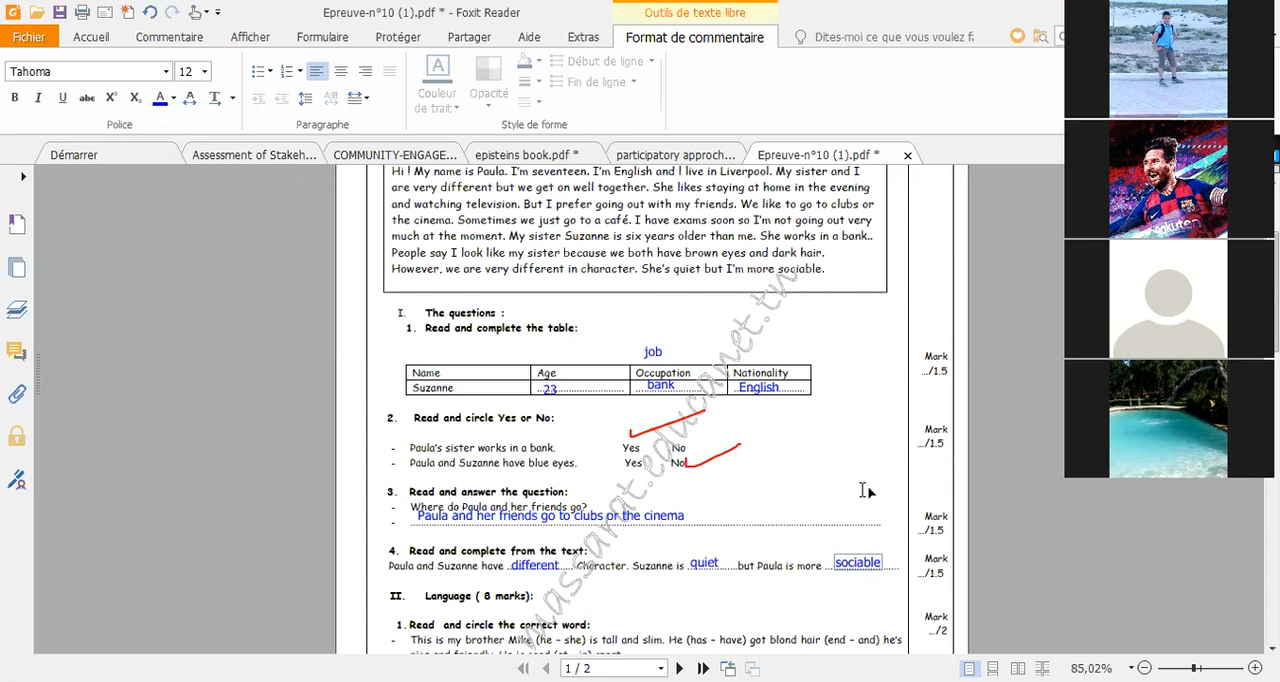 Epreuve-n°10 (1).pdf * - Foxit Reader
Outils de texte libre
Fichier Accueil Commentaire Afficher Formulaire Protéger Partager Aide Extras Format de commentaire Dites-moi ce que vous voulez fa
Tahoma 12
Début de ligne
Fin de ligne
Couleur de trait
Opacité
B I U abc X² X₂ A A T
Police Paragraphe Style de forme
Démarrer Assessment of Stakeh... COMMUNITY-ENGAGE... episteins book.pdf * participatory approch... Epreuve-n°10 (1).pdf *
Hi ! My name is Paula. I'm seventeen. I'm English and I live in Liverpool. My sister and I
are very different but we get on well together. She likes staying at home in the evening
and watching television. But I prefer going out with my friends. We like to go to clubs or
the cinema. Sometimes we just go to a café. I have exams soon so I'm not going out very
much at the moment. My sister Suzanne is six years older than me. She works in a bank..
People say I look like my sister because we both have brown eyes and dark hair.
However, we are very different in character. She's quiet but I'm more sociable.
I. The questions :
1. Read and complete the table:
job
Name Age Occupation Nationality
Suzanne 23 bank English
Mark
.../1.5
2. Read and circle Yes or No:
- Paula's sister works in a bank. Yes No
- Paula and Suzanne have blue eyes. Yes No
Mark
.../1.5
3. Read and answer the question:
- Where do Paula and her friends go?
- Paula and her friends go to clubs or the cinema
Mark
.../1.5
4. Read and complete from the text:
Paula and Suzanne have different Character. Suzanne is quiet but Paula is more sociable
Mark
.../1.5
II. Language ( 8 marks):
1. Read and circle the correct word:
- This is my brother Mike (he – she) is tall and slim. He (has – have) got blond hair (end – and) he's
Mark
.../2
massarat.educanet.tn
Rakuten
1 / 2
85,02%